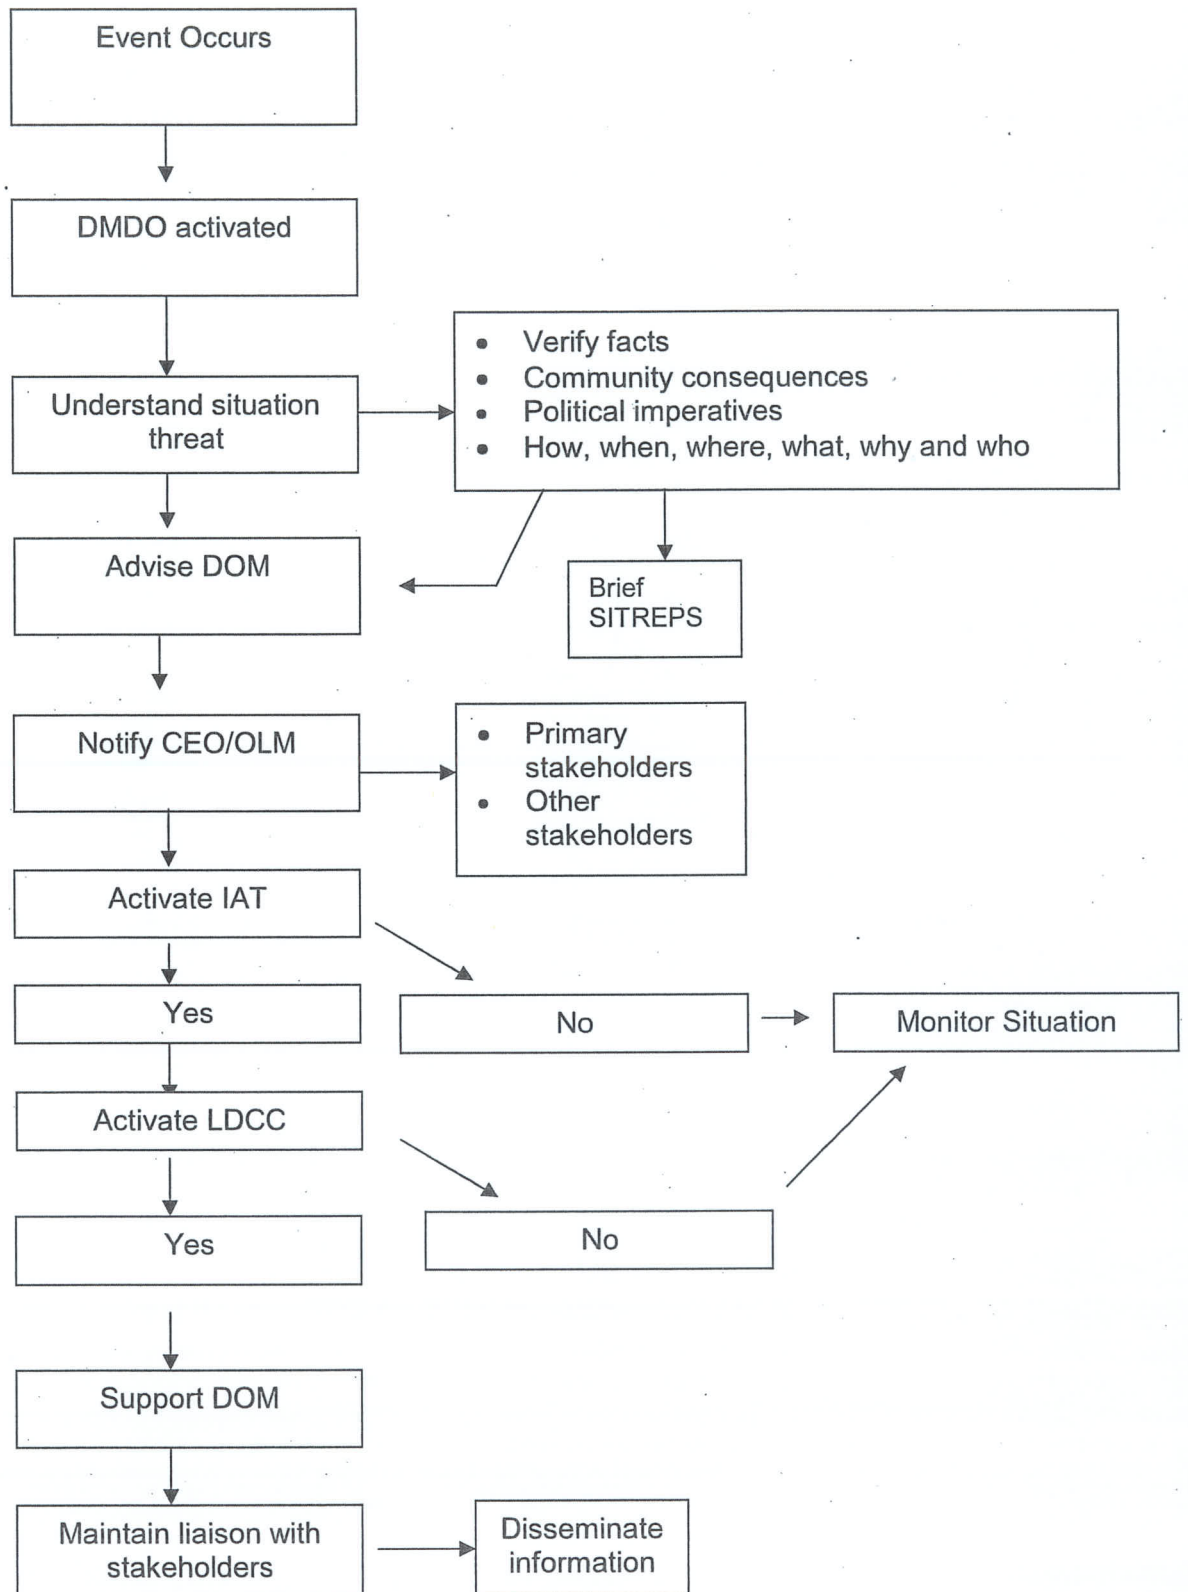 Event Occurs
DMDO activated
Understand situation
threat
• Verify facts
• Community consequences
• Political imperatives
• How, when, where, what, why and who
Advise DOM
Brief
SITREPS
Notify CEO/OLM
• Primary
stakeholders
• Other
stakeholders
Activate IAT
Yes
No
Monitor Situation
Activate LDCC
Yes
No
Support DOM
Maintain liaison with
stakeholders
Disseminate
information